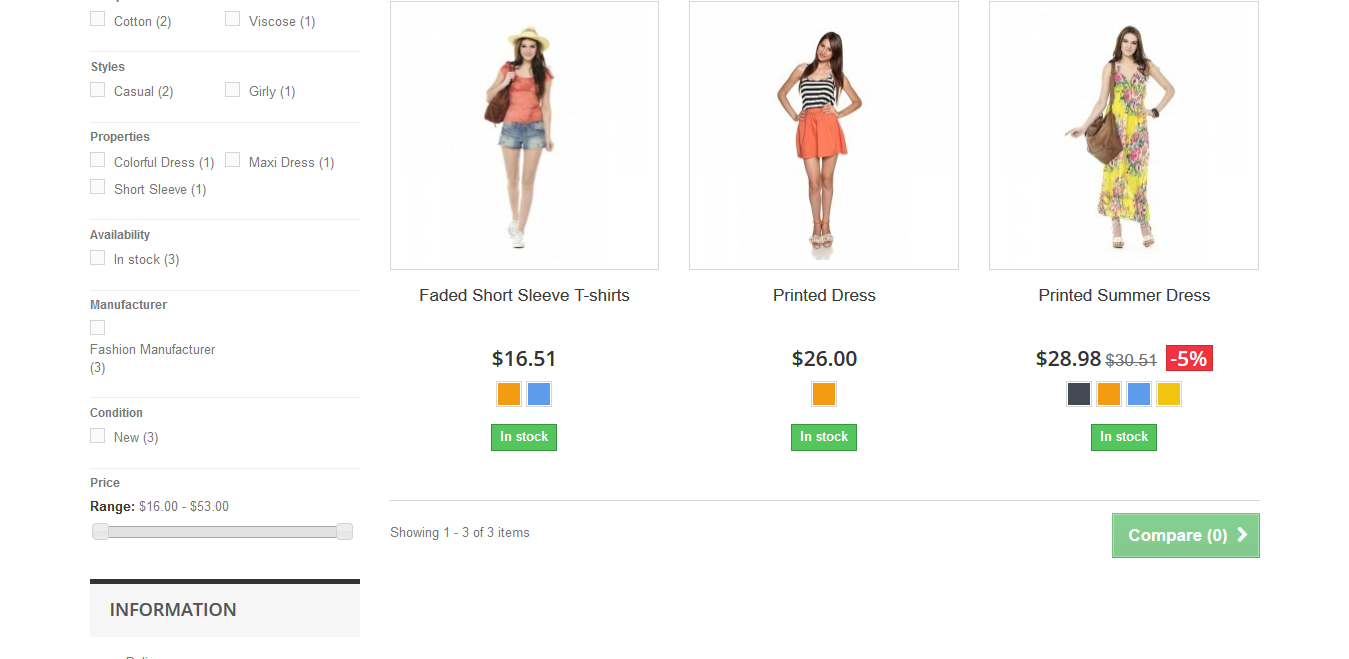 Cotton (2) Viscose (1)
Styles
Casual (2) Girly (1)
Properties
Colorful Dress (1) Maxi Dress (1)
Short Sleeve (1)
Availability
In stock (3)
Manufacturer
Fashion Manufacturer
(3)
Condition
New (3)
Price
Range: $16.00 - $53.00
INFORMATION
Faded Short Sleeve T-shirts
$16.51
In stock
Printed Dress
$26.00
In stock
Printed Summer Dress
$28.98 $30.51 -5%
In stock
Showing 1 - 3 of 3 items
Compare (0)